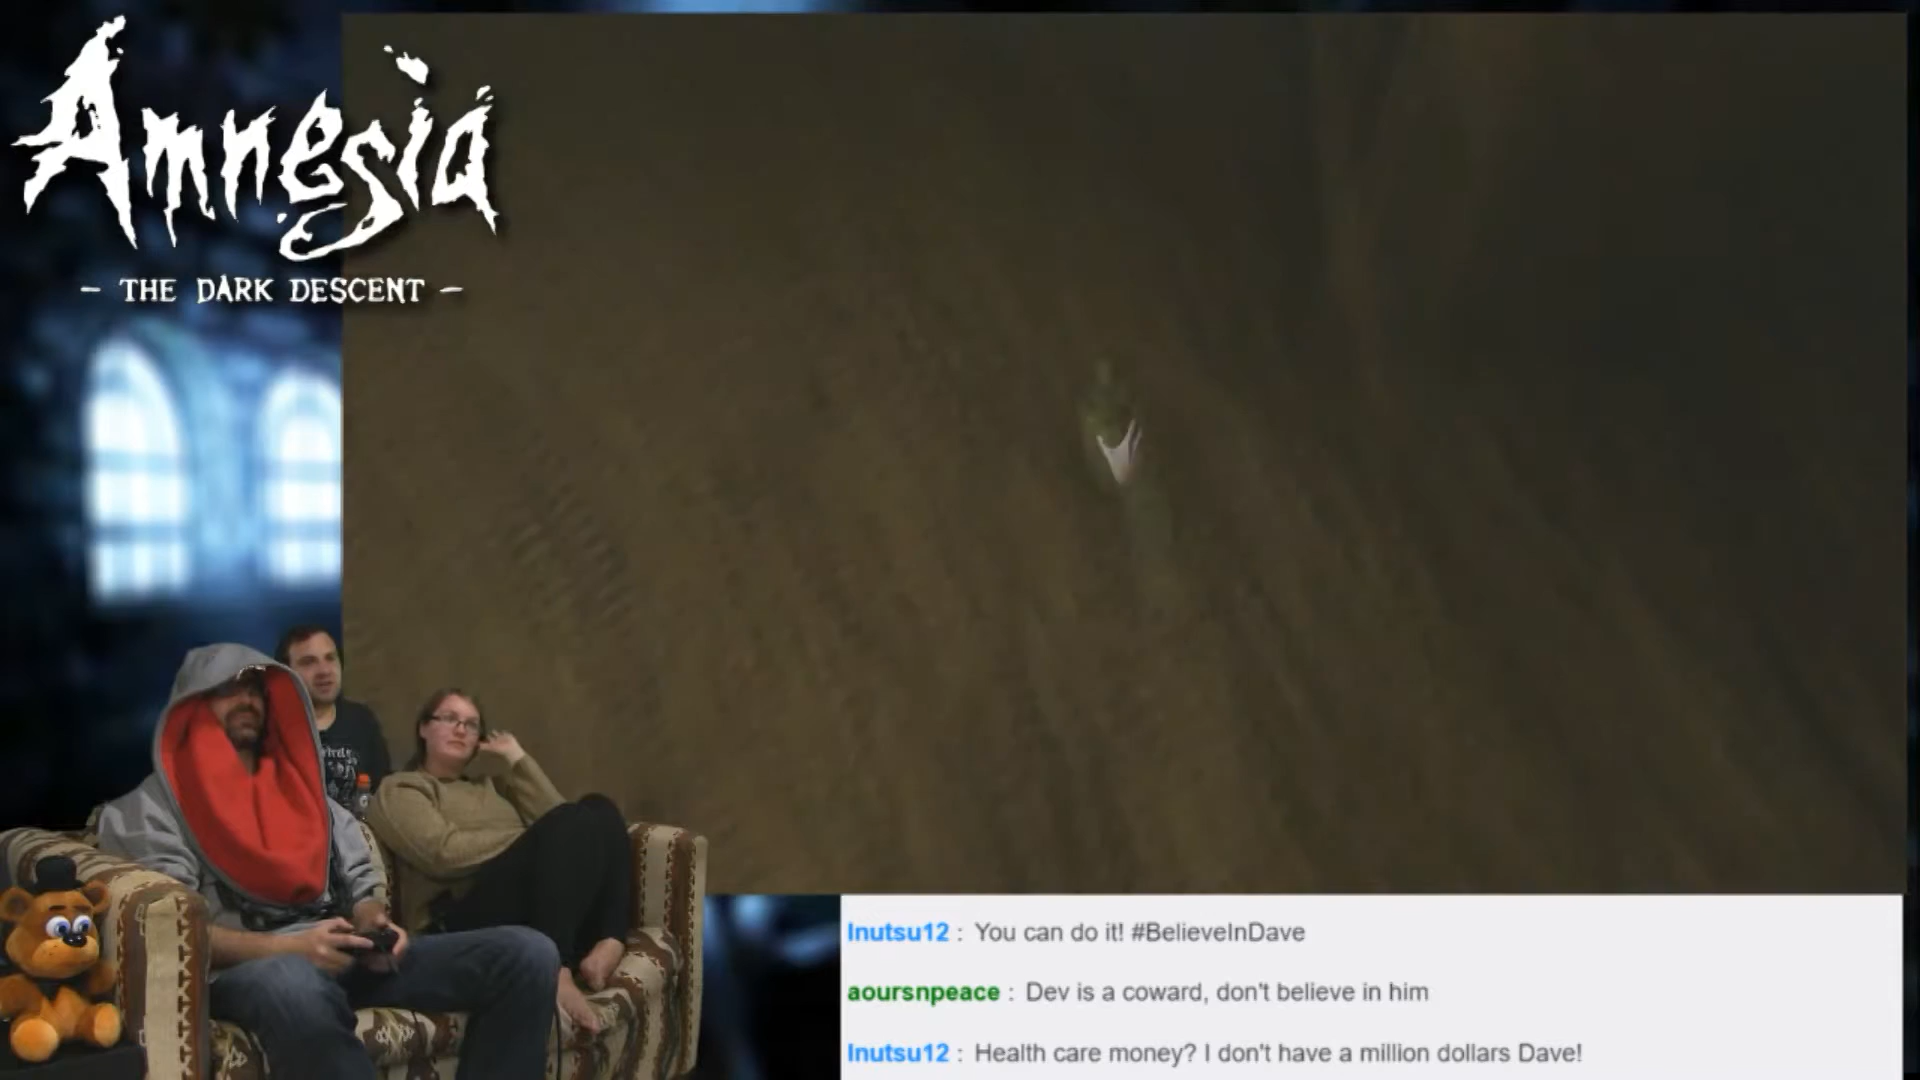 Amnesia
- THE DARK DESCENT -
Inutsu12 : You can do it! #BelieveInDave
aoursnpeace : Dev is a coward, don't believe in him
Inutsu12 : Health care money? I don't have a million dollars Dave!